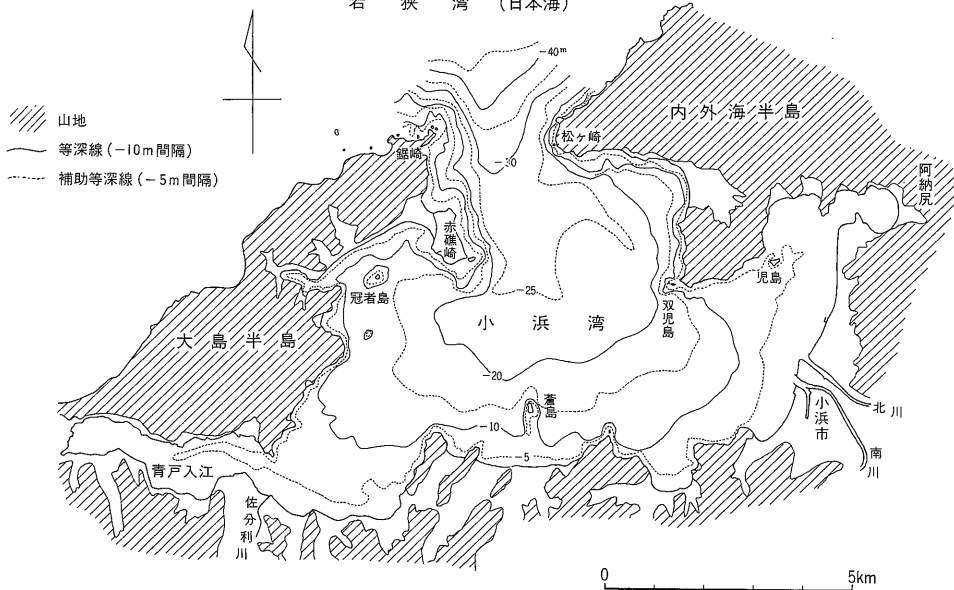 若狭湾 (日本海)
-40m
内外海半島
山地
松ヶ崎
等深線 (-10m間隔)
鋸崎
-30
補助等深線 (-5m間隔)
阿納尻
赤礁崎
児島
冠者島
-25
双児島
小浜湾
大島半島
-20
蒼島
北川
小浜市
-10
南川
-5
青戸入江
佐分利川
0 5km